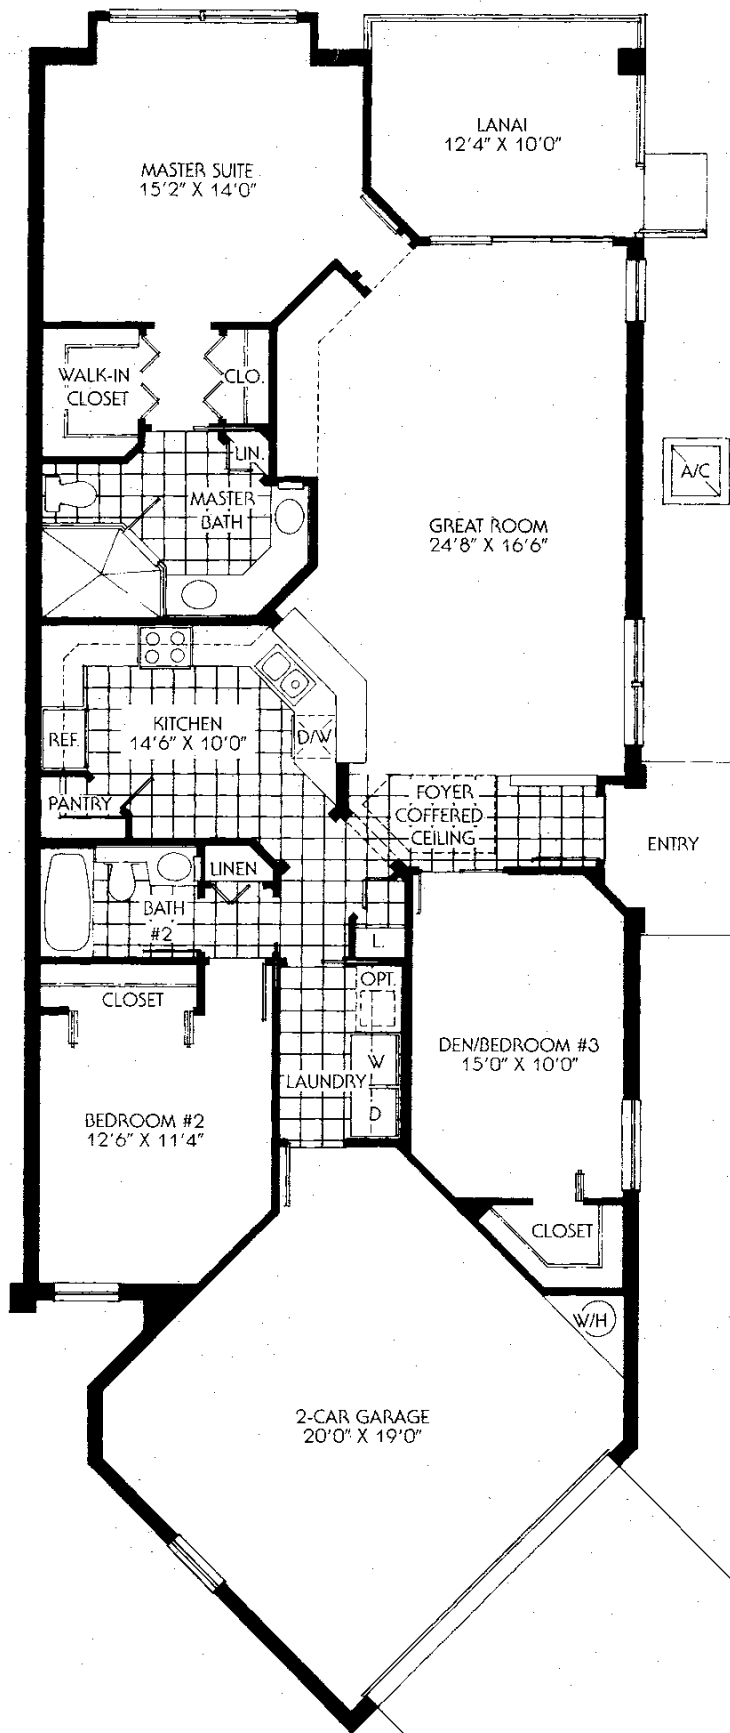 LANAI
12'4" X 10'0"
MASTER SUITE
15'2" X 14'0"
WALK-IN
CLOSET
CLO.
LIN.
MASTER
BATH
A/C
GREAT ROOM
24'8" X 16'6"
KITCHEN
14'6" X 10'0"
REF.
D/W
PANTRY
FOYER
COFFERED
CEILING
ENTRY
LINEN
BATH
#2
L.
CLOSET
OPT.
DEN/BEDROOM #3
15'0" X 10'0"
W
LAUNDRY
D
BEDROOM #2
12'6" X 11'4"
CLOSET
W/H
2-CAR GARAGE
20'0" X 19'0"